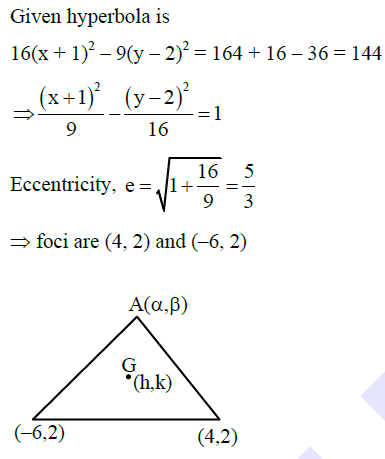 Given hyperbola is
16(x + 1)² – 9(y – 2)² = 164 + 16 – 36 = 144
⇒ (x+1)²/9 − (y−2)²/16 = 1
Eccentricity, e = √(1 + 16/9) = 5/3
⇒ foci are (4, 2) and (–6, 2)
A(α,β)
G
(h,k)
(–6,2) (4,2)